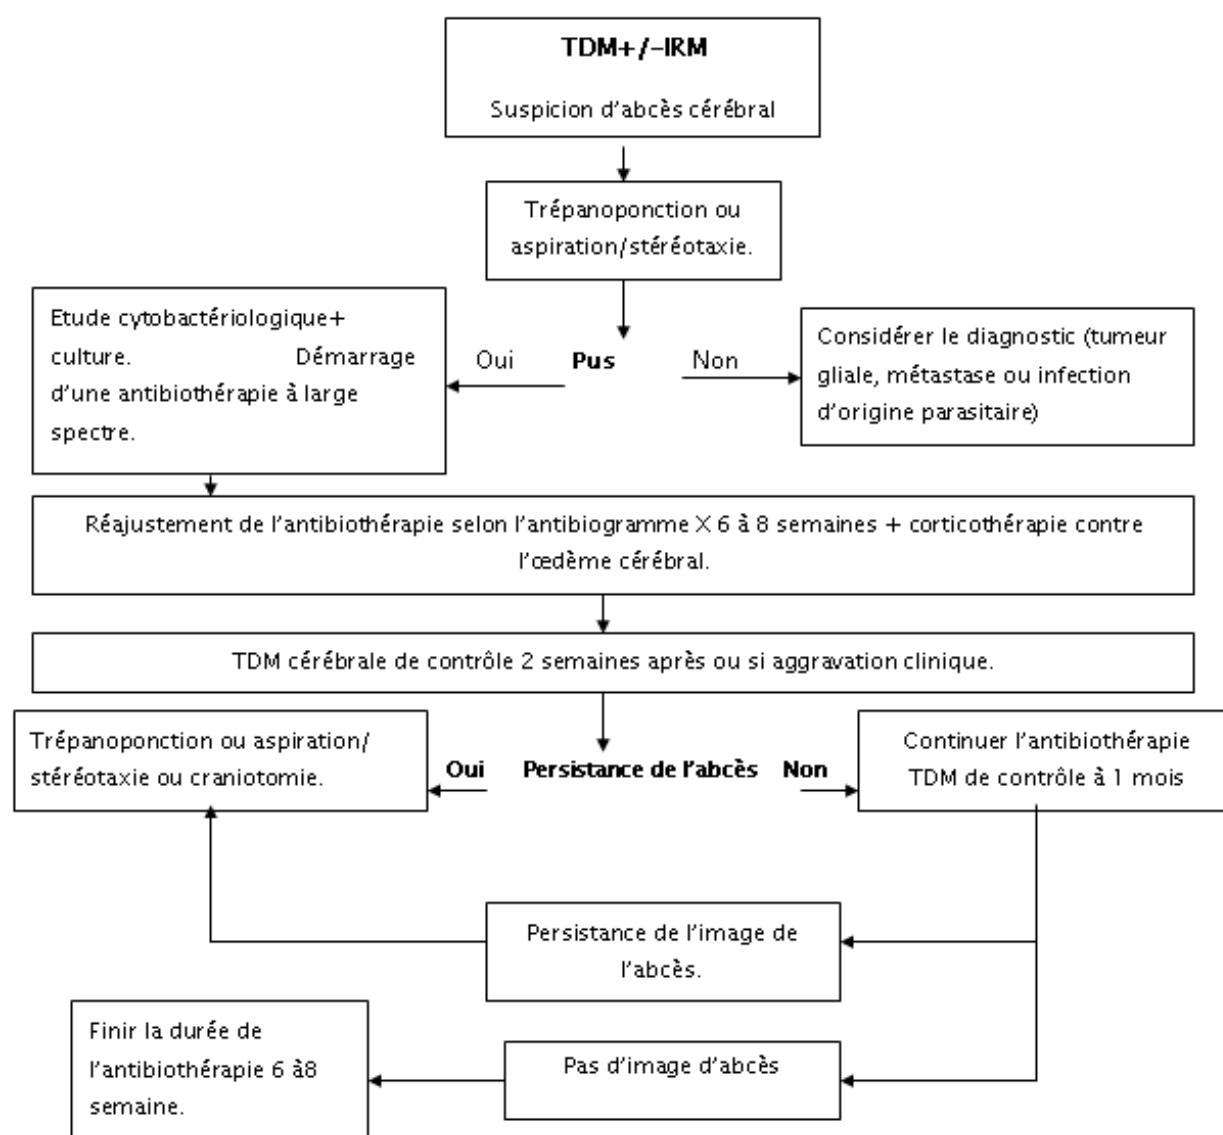 TDM+/-IRM
Suspicion d'abcès cérébral
Trépanoponction ou
aspiration/stéréotaxie.
Etude cytobactériologique+
culture. Démarrage
d'une antibiothérapie à large
spectre.
Oui Pus Non
Considérer le diagnostic (tumeur
gliale, métastase ou infection
d'origine parasitaire)
Réajustement de l'antibiothérapie selon l'antibiogramme X 6 à 8 semaines + corticothérapie contre
l'œdème cérébral.
TDM cérébrale de contrôle 2 semaines après ou si aggravation clinique.
Trépanoponction ou aspiration/
stéréotaxie ou craniotomie.
Oui Persistance de l'abcès Non
Continuer l'antibiothérapie
TDM de contrôle à 1 mois
Persistance de l'image de
l'abcès.
Finir la durée de
l'antibiothérapie 6 à8
semaine.
Pas d'image d'abcès